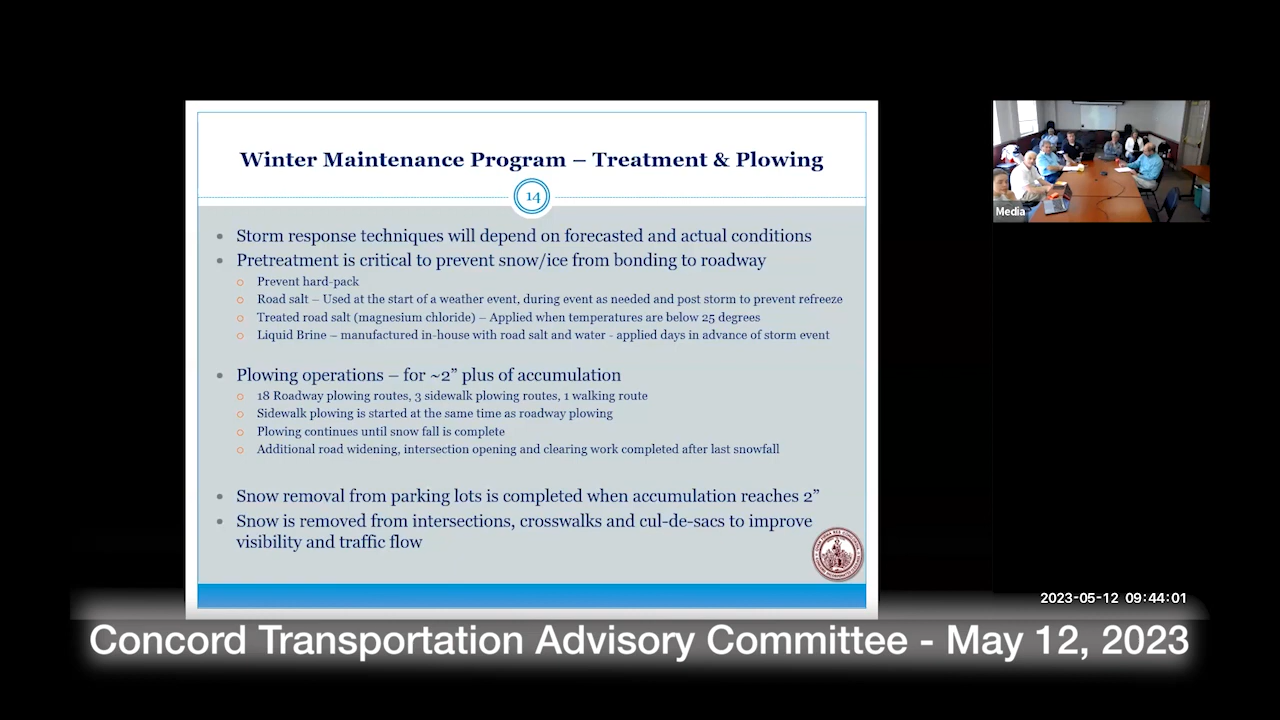 Winter Maintenance Program – Treatment & Plowing
14
• Storm response techniques will depend on forecasted and actual conditions
• Pretreatment is critical to prevent snow/ice from bonding to roadway
o Prevent hard-pack
o Road salt – Used at the start of a weather event, during event as needed and post storm to prevent refreeze
o Treated road salt (magnesium chloride) – Applied when temperatures are below 25 degrees
o Liquid Brine – manufactured in-house with road salt and water - applied days in advance of storm event
• Plowing operations – for ~2” plus of accumulation
o 18 Roadway plowing routes, 3 sidewalk plowing routes, 1 walking route
o Sidewalk plowing is started at the same time as roadway plowing
o Plowing continues until snow fall is complete
o Additional road widening, intersection opening and clearing work completed after last snowfall
• Snow removal from parking lots is completed when accumulation reaches 2”
• Snow is removed from intersections, crosswalks and cul-de-sacs to improve
visibility and traffic flow
Media
2023-05-12 09:44:01
Concord Transportation Advisory Committee - May 12, 2023